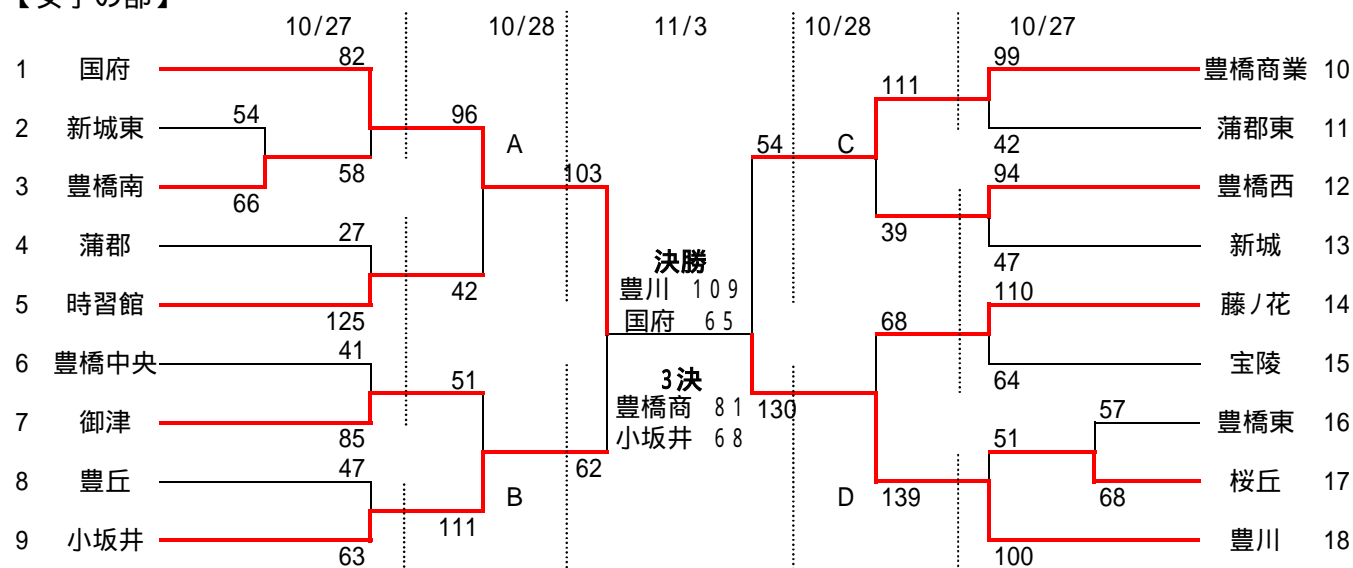 【女子の部】
10/27 10/28 11/3 10/28 10/27
1 国府 82 99 豊橋商業 10
96 111
2 新城東 54 蒲郡東 11
A 54 C 42
3 豊橋南 66 58 103 94 豊橋西 12
4 蒲郡 27 39 新城 13
42 47
5 時習館 125 110 藤ノ花 14
決勝
豊川 109
国府 65
68
6 豊橋中央 41 64 宝陵 15
51
3決
豊橋商 81
小坂井 68
130
7 御津 85 57 豊橋東 16
51
8 豊丘 47 62 68 桜丘 17
B D 139
111
9 小坂井 63 100 豊川 18